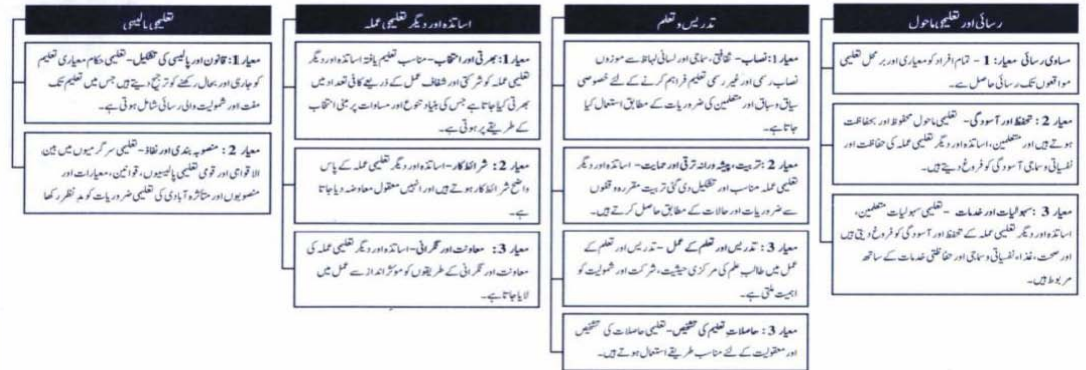 رسائی اور تعلیمی ماحول
مساوی رسائی معیار: 1 - تمام افراد کو معیاری اور بر محل تعلیمی
موقعوں تک رسائی حاصل ہے۔
معیار 2: تحفظ اور آسودگی- تعلیمی ماحول محفوظ اور بحفاظت
ہوتے ہیں اور متعلمین، اساتذہ اور دیگر تعلیمی عملہ کی حفاظت اور
نفسیاتی و سماجی آسودگی کو فروغ دیتے ہیں۔
معیار 3: سہولیات اور خدمات - تعلیمی سہولیات متعلمین،
اساتذہ اور دیگر تعلیمی عملہ کے تحفظ اور آسودگی کو فروغ دیتی ہیں
اور صحت، غذا، نفسیاتی و سماجی اور حفاظتی خدمات کے ساتھ
مربوط ہیں۔
تدریس و تعلم
معیار 1: نصاب- ثقافتی، سماجی اور لسانی لحاظ سے موزوں
نصاب رسمی اور غیر رسمی تعلیم فراہم کرنے کے لئے خصوصی
سیاق و سباق اور متعلمین کی ضروریات کے مطابق استعمال کیا
جاتا ہے۔
معیار 2: تربیت، پیشہ ورانہ ترقی اور حمایت- اساتذہ اور دیگر
تعلیمی عملہ مناسب اور تشکیل دی گئی تربیت مقررہ وقفوں
سے ضروریات اور حالات کے مطابق حاصل کرتے ہیں۔
معیار 3: تدریس اور تعلم کے عمل - تدریس اور تعلم کے
عمل میں طالب علم کی مرکزی حیثیت، شرکت اور شمولیت کو
اہمیت ملتی ہے۔
معیار 3: حاصلات تعلیم کی تشخیص- تعلیمی حاصلات کی تشخیص
اور معقولیت کے لئے مناسب طریقے استعمال ہوتے ہیں۔
اساتذہ اور دیگر تعلیمی عملہ
معیار 1: بھرتی اور انتخاب- مناسب تعلیم یافتہ اساتذہ اور دیگر
تعلیمی عملہ کو شرکتی اور شفاف عمل کے ذریعے کافی تعداد میں
بھرتی کیا جاتا ہے جس کی بنیاد تنوع اور مساوات پر مبنی انتخاب
کے طریقے پر ہوتی ہے۔
معیار 2: شرائط کار- اساتذہ اور دیگر تعلیمی عملہ کے پاس
واضح شرائط کار ہوتے ہیں اور انہیں معقول معاوضہ دیا جاتا
ہے۔
معیار 3: معاونت اور نگرانی- اساتذہ اور دیگر تعلیمی عملہ کی
معاونت اور نگرانی کے طریقوں کو موثر انداز سے عمل میں
لایا جاتا ہے۔
تعلیمی پالیسی
معیار 1: قانون اور پالیسی کی تشکیل- تعلیمی حکام معیاری تعلیم
کو جاری اور بحال رکھنے کو ترجیح دیتے ہیں جس میں تعلیم تک
مفت اور شمولیت والی رسائی شامل ہوتی ہے۔
معیار 2: منصوبہ بندی اور نفاذ- تعلیمی سرگرمیوں میں بین
الاقوامی اور قومی تعلیمی پالیسیوں، قوانین، معیارات اور
منصوبوں اور متاثرہ آبادی کی تعلیمی ضروریات کو مد نظر رکھا